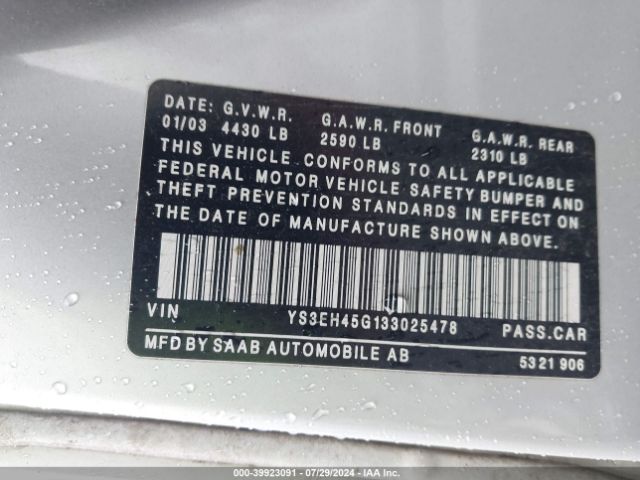 DATE: G.V.W.R. G.A.W.R. FRONT G.A.W.R. REAR
01/03 4430 LB 2590 LB 2310 LB
THIS VEHICLE CONFORMS TO ALL APPLICABLE
FEDERAL MOTOR VEHICLE SAFETY BUMPER AND
THEFT PREVENTION STANDARDS IN EFFECT ON
THE DATE OF MANUFACTURE SHOWN ABOVE.
VIN YS3EH45G133025478 PASS.CAR
MFD BY SAAB AUTOMOBILE AB 5321 906
000-39923091 - 07/29/2024 - IAA Inc.